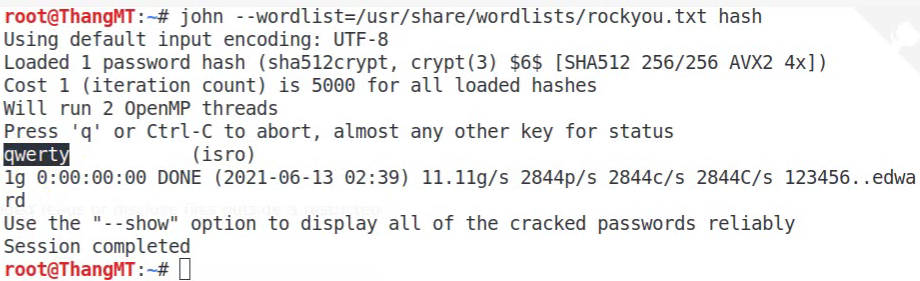 root@ThangMT:~# john --wordlist=/usr/share/wordlists/rockyou.txt hash
Using default input encoding: UTF-8
Loaded 1 password hash (sha512crypt, crypt(3) $6$ [SHA512 256/256 AVX2 4x])
Cost 1 (iteration count) is 5000 for all loaded hashes
Will run 2 OpenMP threads
Press 'q' or Ctrl-C to abort, almost any other key for status
qwerty           (isro)
1g 0:00:00:00 DONE (2021-06-13 02:39) 11.11g/s 2844p/s 2844c/s 2844C/s 123456..edwa
rd
Use the "--show" option to display all of the cracked passwords reliably
Session completed
root@ThangMT:~#